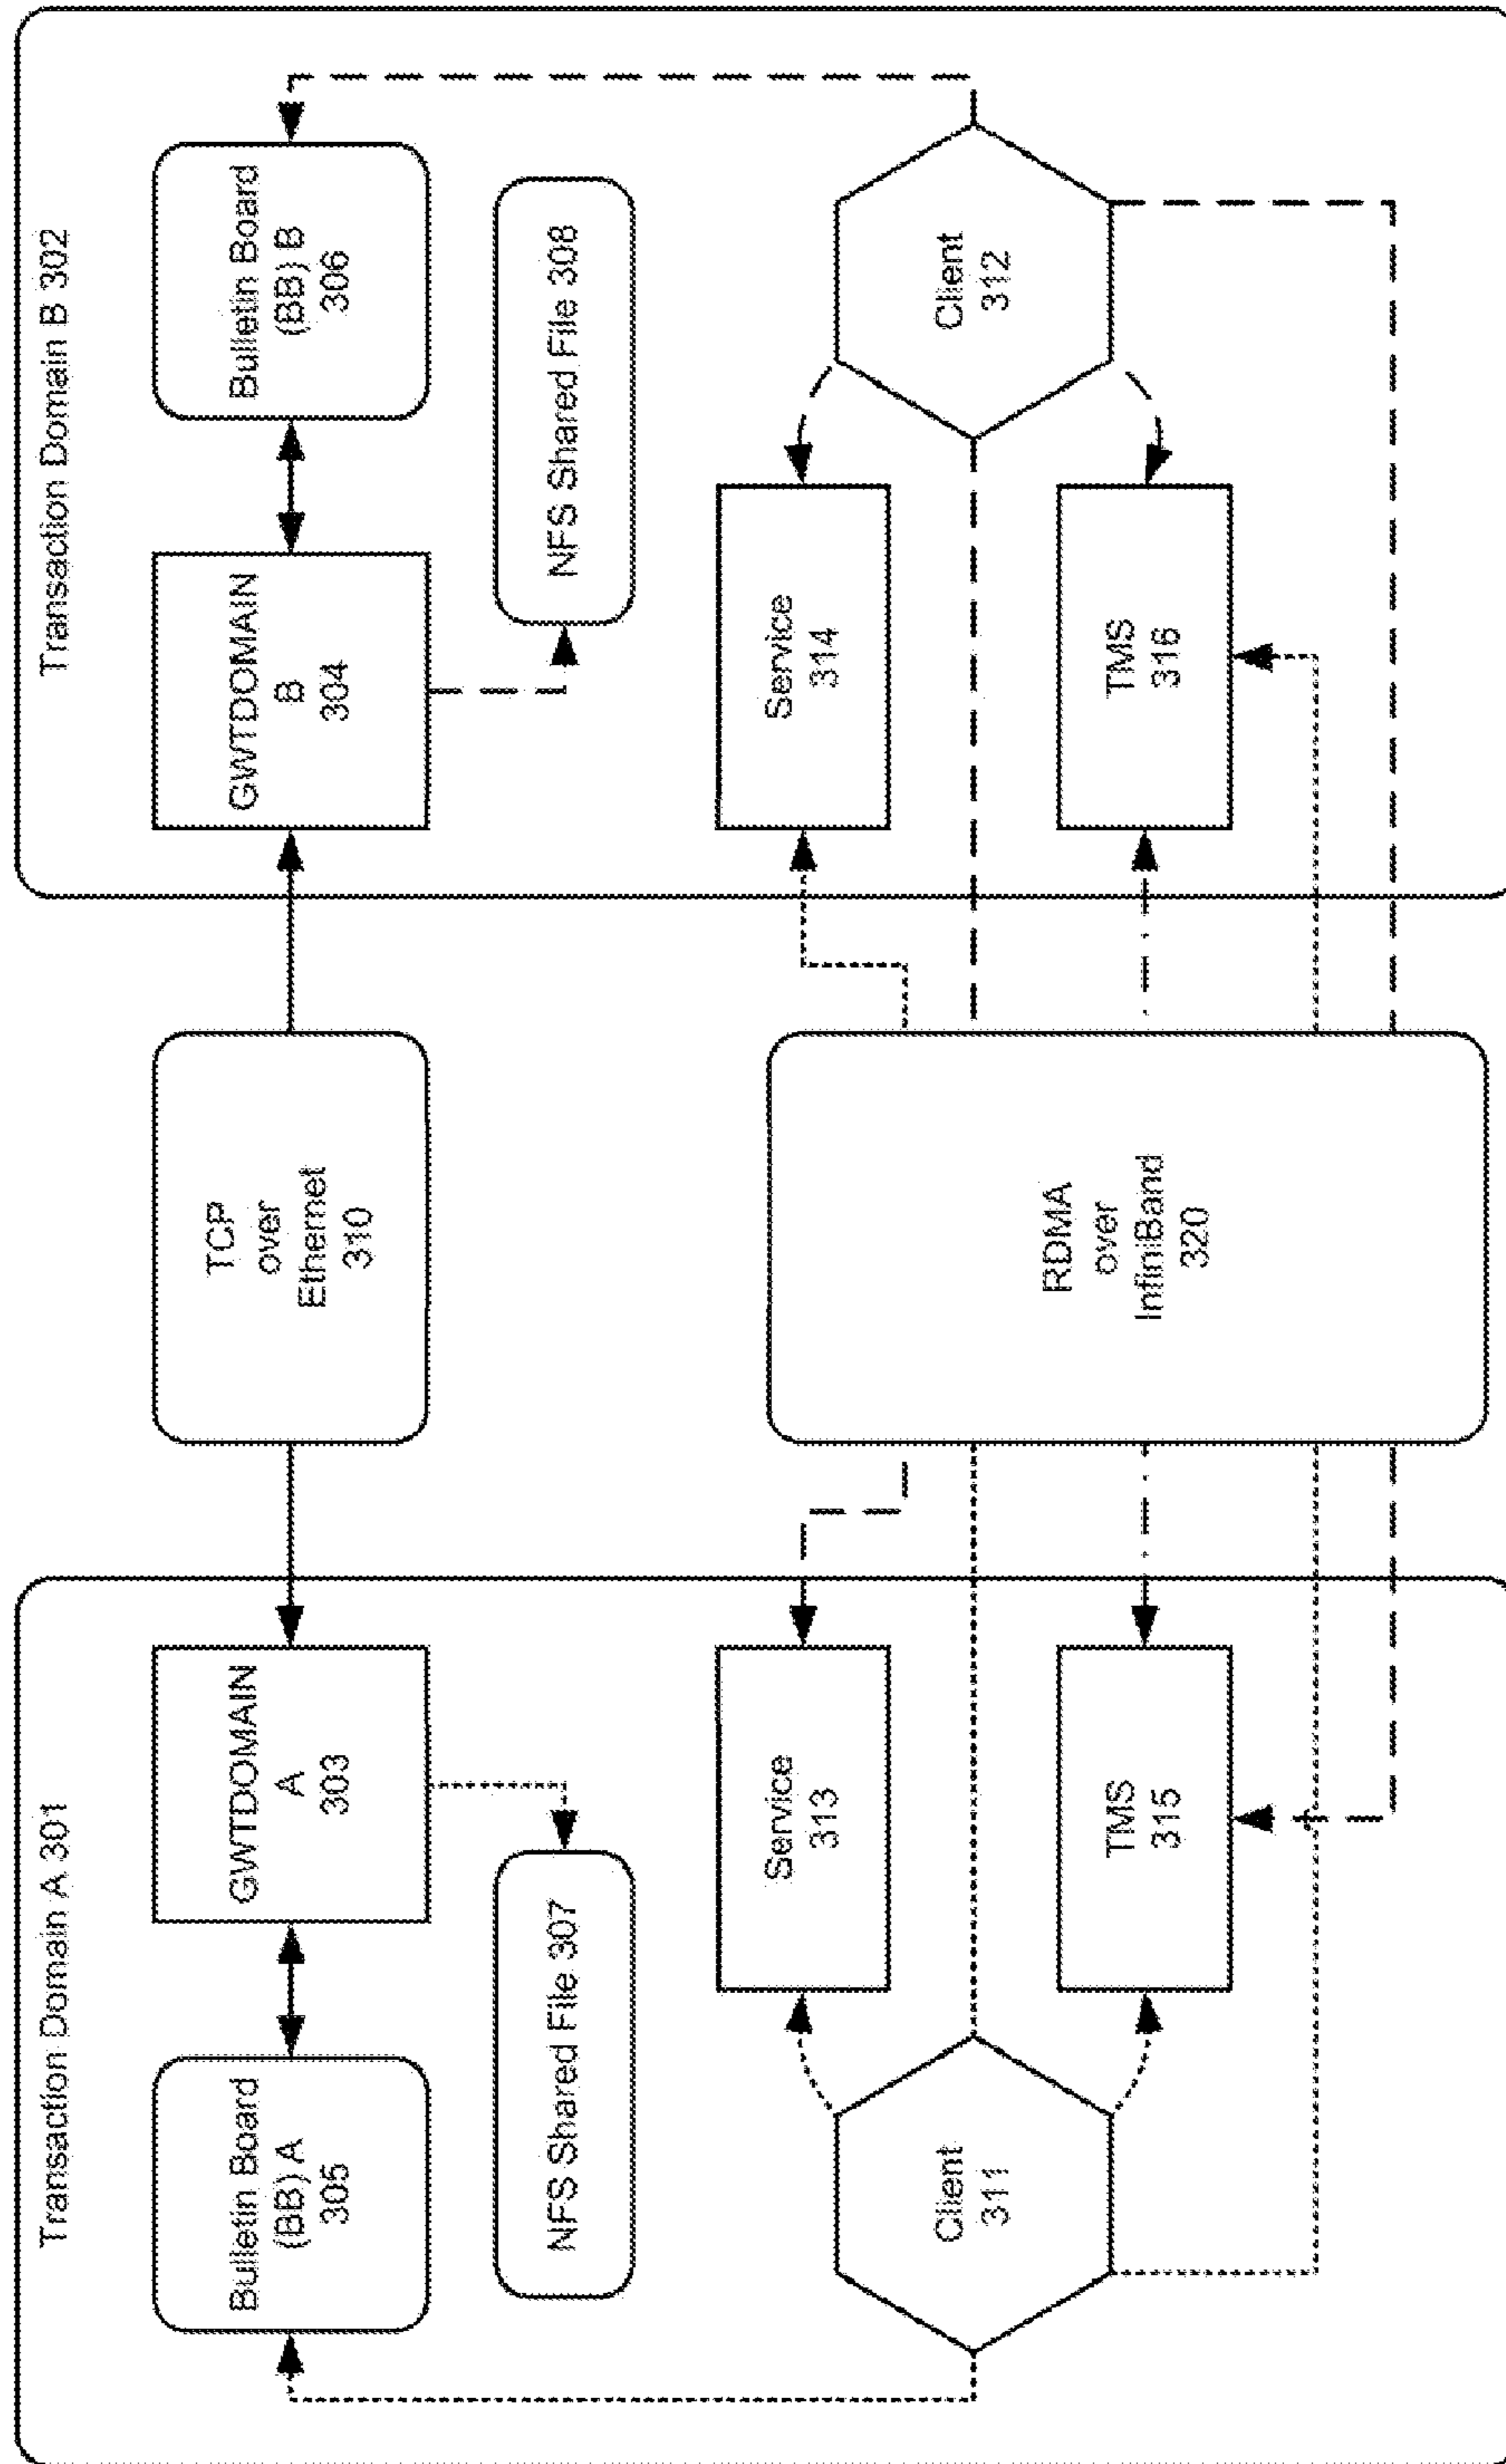 Transaction Domain A 301
Bulletin Board
(BB) A
305
GWTDOMAIN
A
303
NFS Shared File 307
Client
311
Service
313
TMS
315
TCP
over
Ethernet
310
RDMA
over
InfiniBand
320
Transaction Domain B 302
GWTDOMAIN
B
304
Bulletin Board
(BB) B
306
NFS Shared File 308
Service
314
TMS
316
Client
312